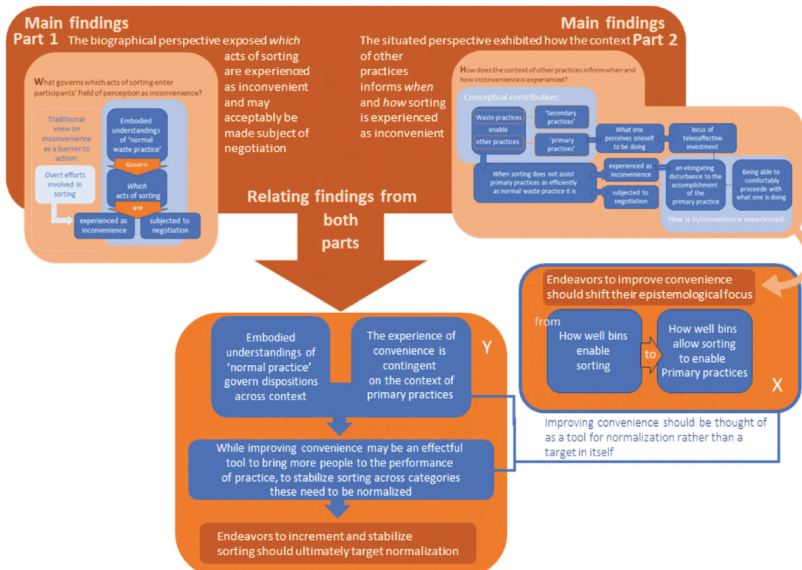 Main findings
Part 1
The biographical perspective exposed which
acts of sorting
are experienced
as inconvenient
and may
acceptably be
made subject of
negotiation
Main findings
Part 2
The situated perspective exhibited how the context
of other
practices
informs when
and how sorting
is experienced
as inconvenient
What governs which acts of sorting enter
participants' field of perception as inconvenience?
Traditional
view on
inconvenience
as a barrier to
action:
Overt efforts
involved in
sorting
Embodied
understandings
of 'normal
waste practice'
Govern
Which
acts of sorting
are
experienced as
inconvenience
subjected to
negotiation
How does the context of other practices inform when and
how inconvenience is experienced?
Conceptual contribution:
Waste practices
enable
other practices
'Secondary
practices'
'primary
practices'
What one
perceives oneself
to be doing
locus of
teleoaffective
investment
When sorting does not assist
primary practices as efficiently
as normal waste practice it is
experienced as
inconvenience
subjected to
negotiation
an elongating
disturbance to the
accomplishment of
the primary practice
Being able to
comfortably
proceede with
what one is doing
How is in/convenience experienced.
Relating findings from
both
parts
Endeavors to improve convenience
should shift their epistemological focus
from
How well bins
enable
sorting
to
How well bins
allow sorting
to enable
Primary practices
X
Embodied
understandings of
'normal practice'
govern dispositions
across context
The experience of
convenience is
contingent
on the context of
primary practices
Y
Improving convenience should be thought of
as a tool for normalization rather than a
target in itself
While improving convenience may be an effectful
tool to bring more people to the performance
of practice, to stabilize sorting across categories
these need to be normalized
Endeavors to increment and stabilize
sorting should ultimately target normalization